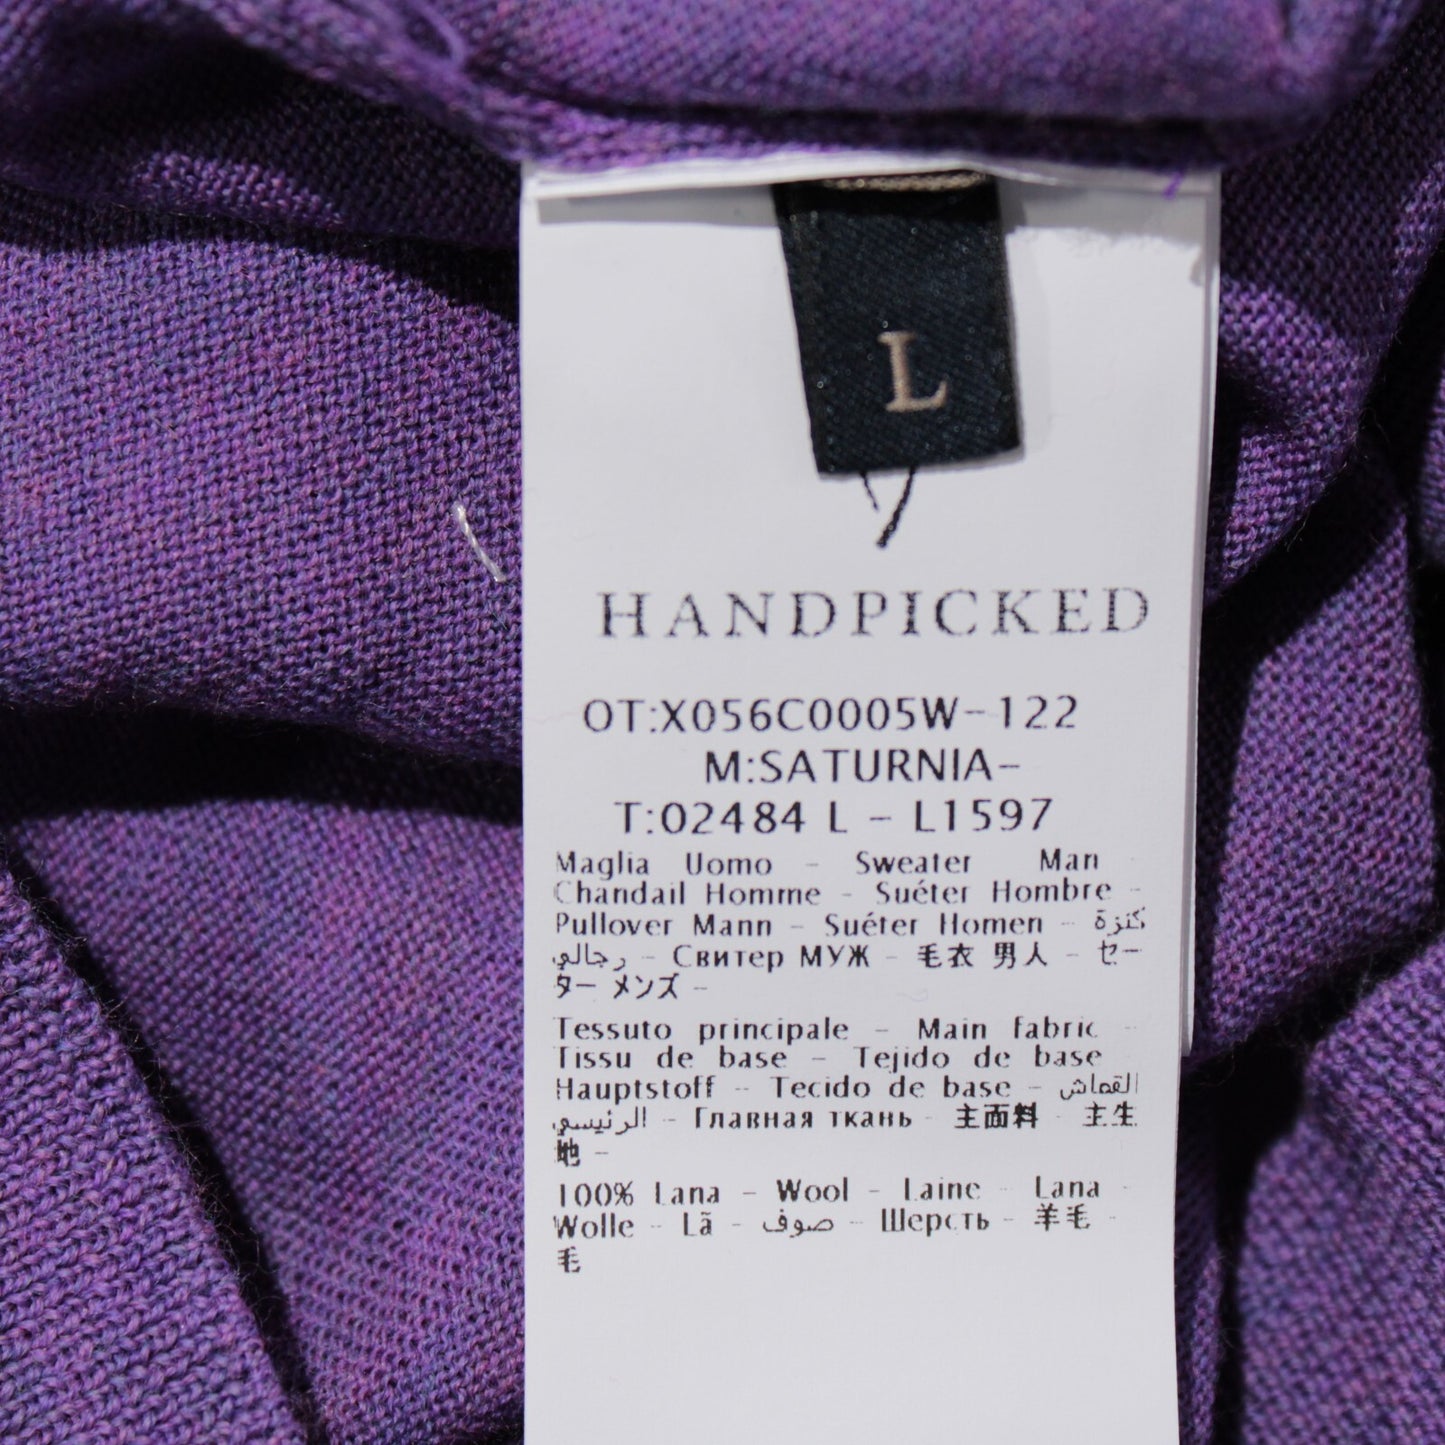 L
HANDPICKED
OT:X056C0005W-122
M:SATURNIA-
T:02484 L - L1597
Maglia Uomo - Sweater Man -
Chandail Homme - Suéter Hombre -
Pullover Mann - Suéter Homen - كنزة
رجالي - Свитер МУЖ - 毛衣 男人 - セー
ター メンズ -
Tessuto principale - Main fabric -
Tissu de base - Tejido de base -
Hauptstoff - Tecido de base - القماش
الرئيسي - Главная ткань - 主面料 - 主生
地 -
100% Lana - Wool - Laine - Lana -
Wolle - Lã - صوف - Шерсть - 羊毛 -
毛